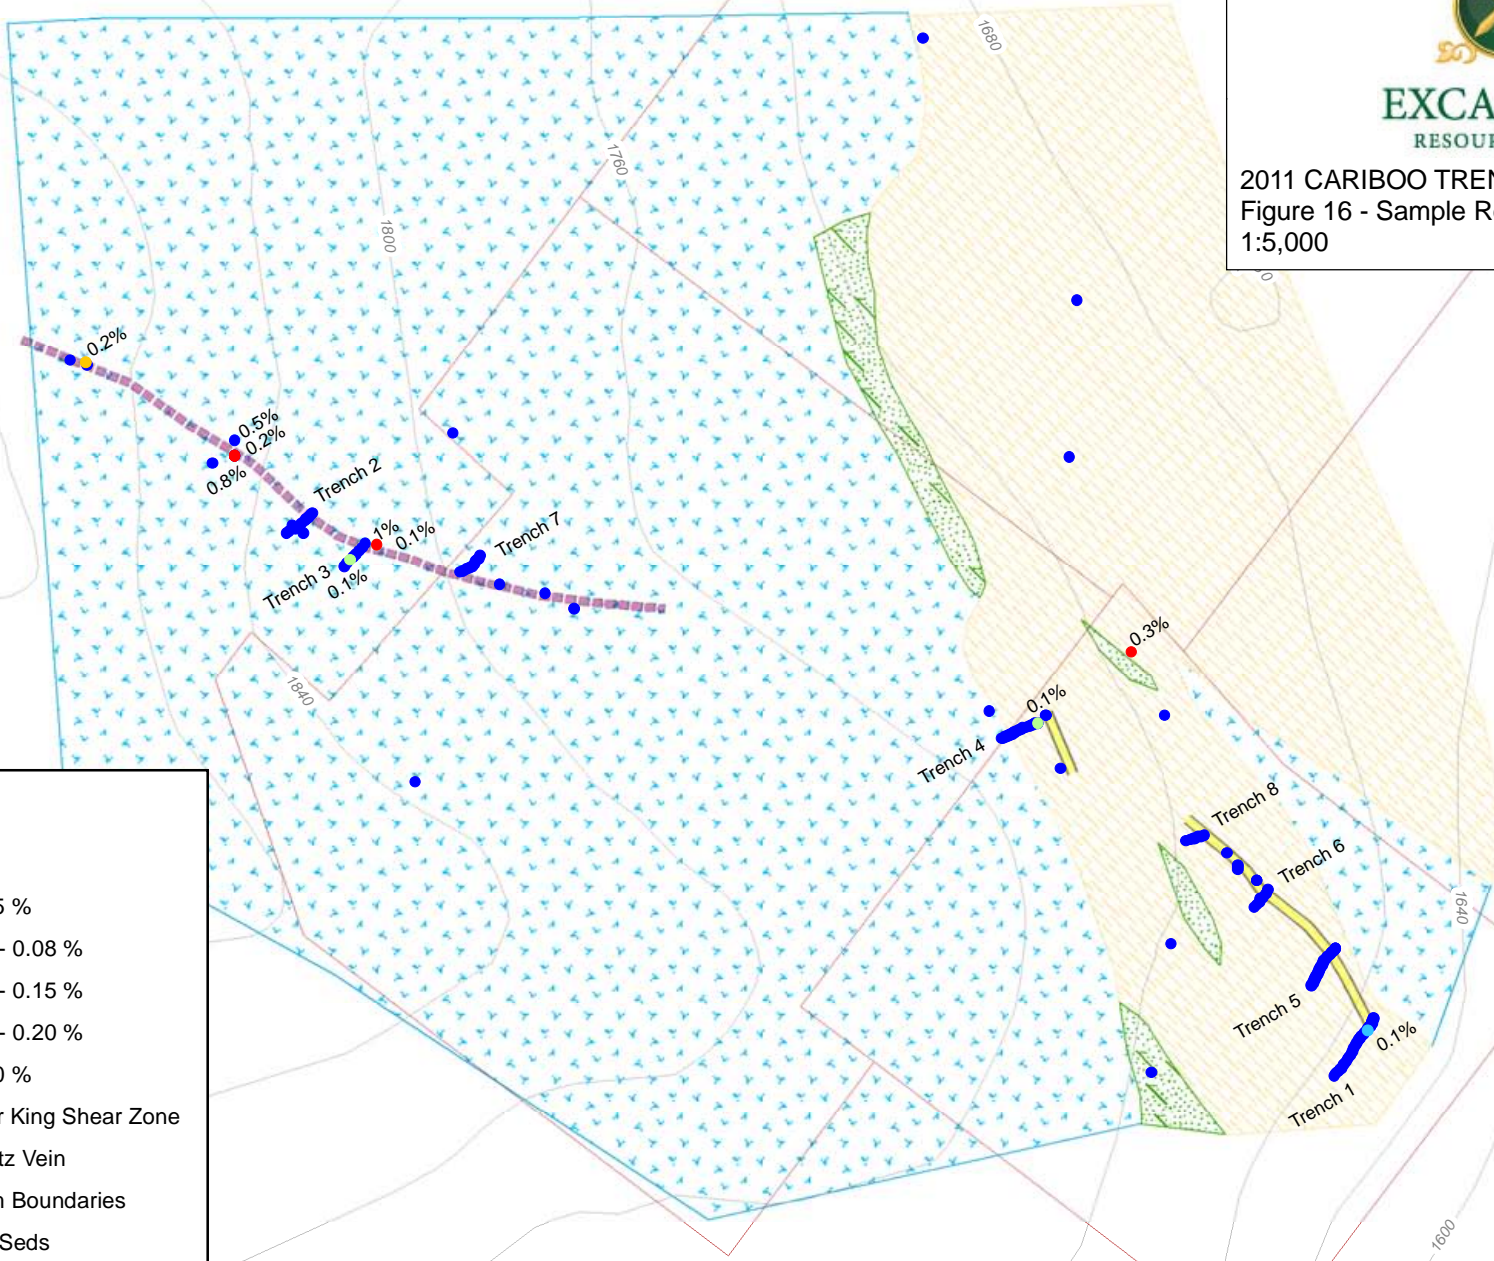 1680
EXCA
RESOU
2011 CARIBOO TREN
Figure 16 - Sample R
1:5,000
1760
1800
0.2%
0.5%
0.2%
0.8%
Trench 2
1%
0.1%
Trench 7
Trench 3
0.1%
0.3%
1840
0.1%
Trench 4
Trench 8
Trench 6
1640
Trench 5
0.1%
Trench 1
1600
5 %
- 0.08 %
- 0.15 %
- 0.20 %
0 %
r King Shear Zone
tz Vein
n Boundaries
Seds